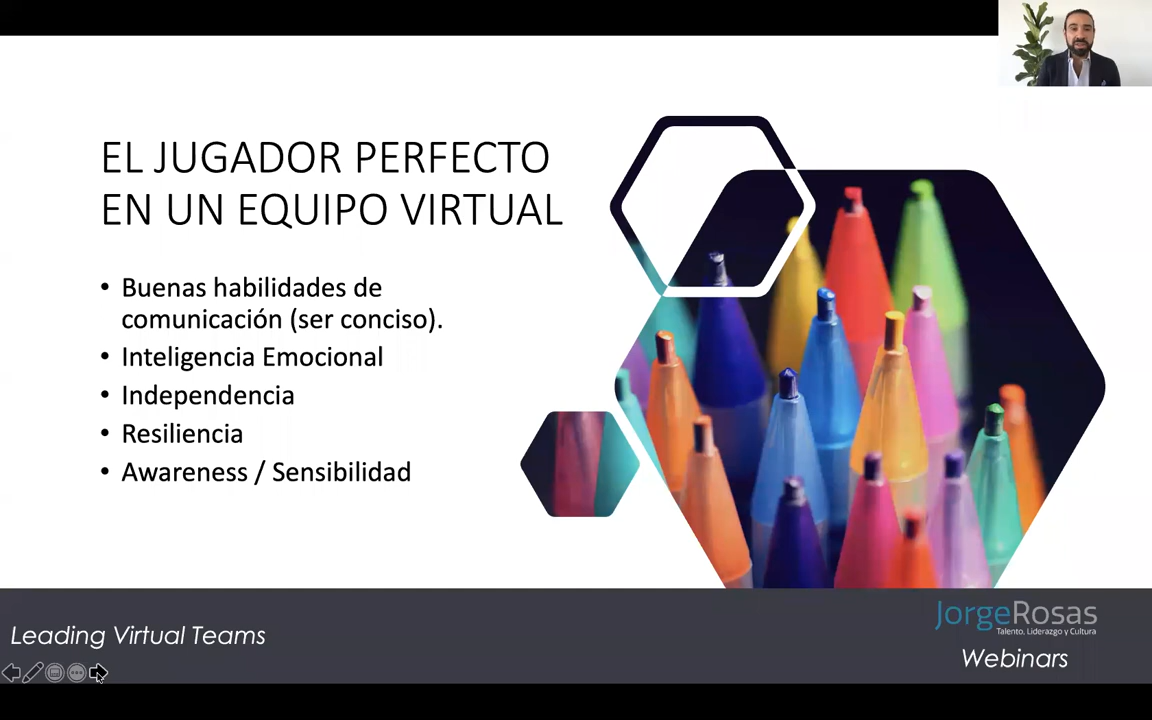 EL JUGADOR PERFECTO
EN UN EQUIPO VIRTUAL
• Buenas habilidades de
comunicación (ser conciso).
• Inteligencia Emocional
• Independencia
• Resiliencia
• Awareness / Sensibilidad
Leading Virtual Teams
JorgeRosas
Talento, Liderazgo y Cultura
Webinars